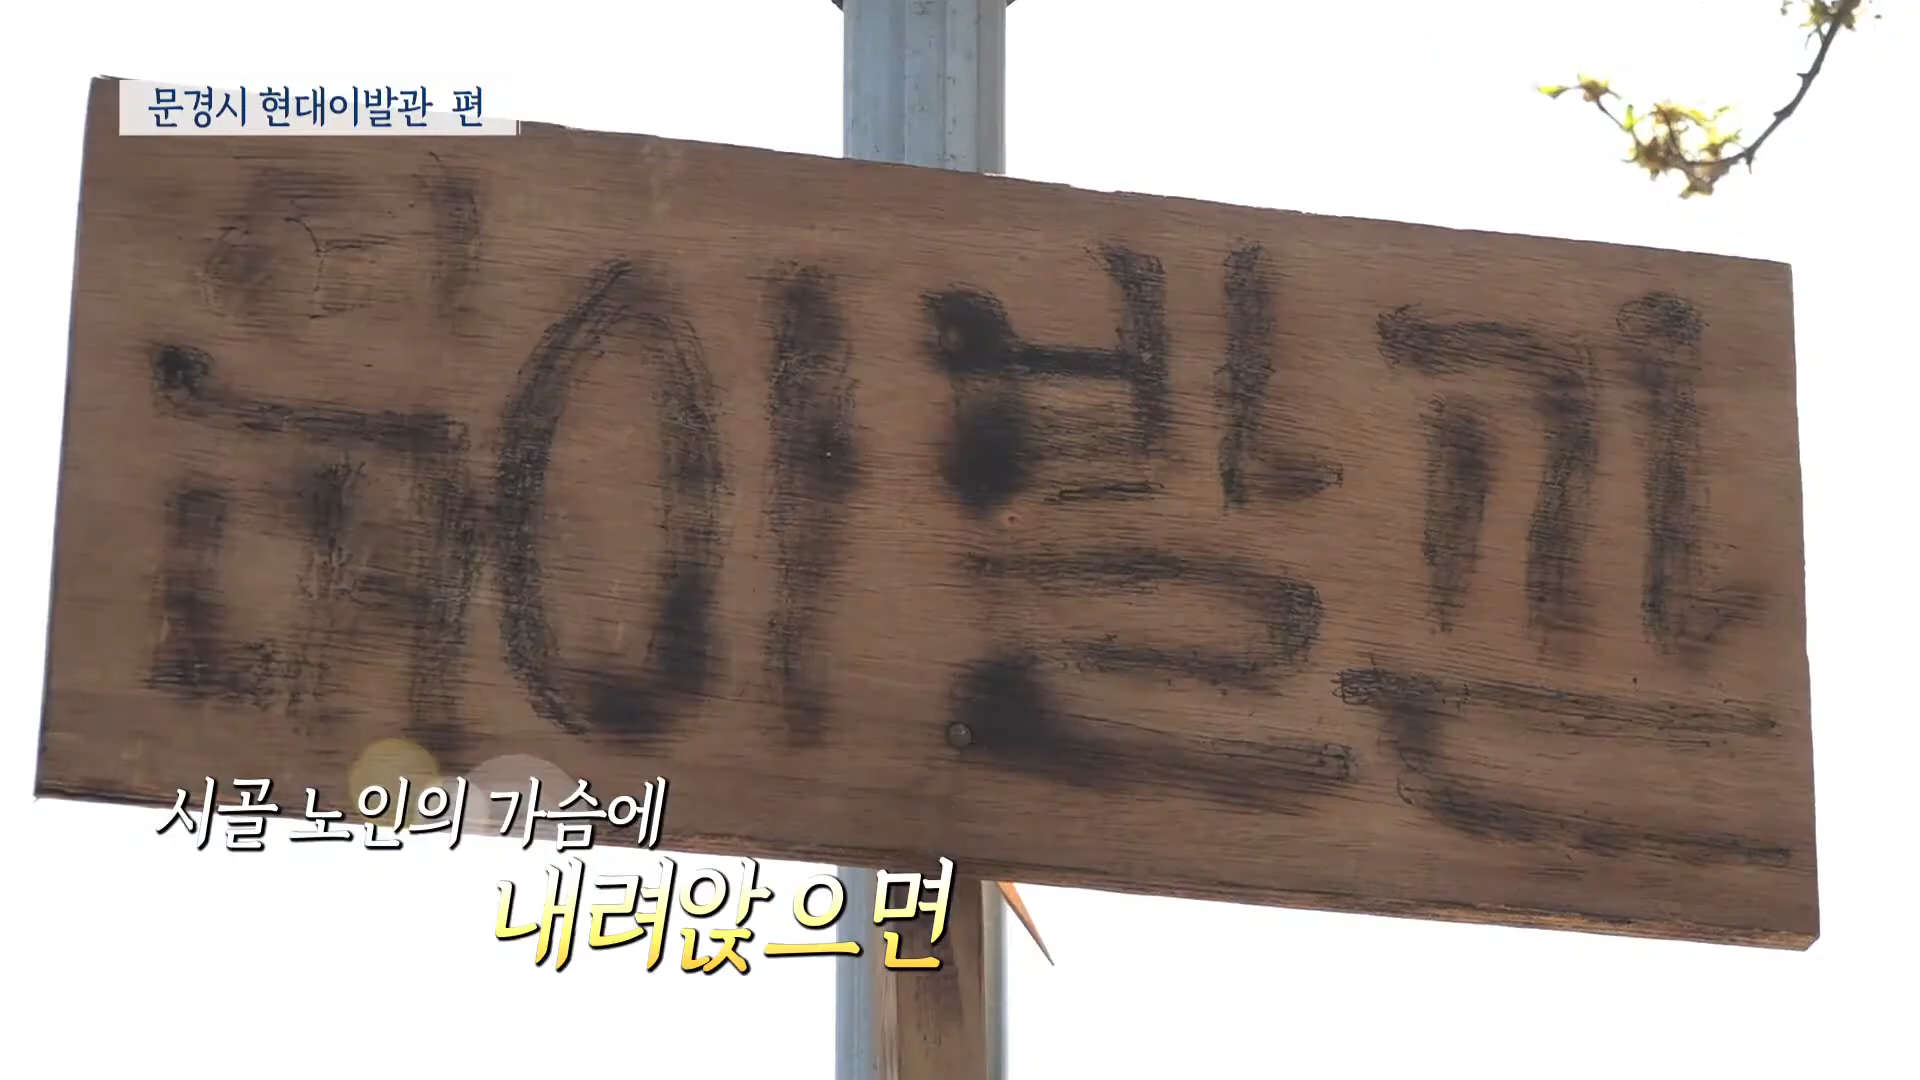 문경시 현대이발관 편
현대이발관
시골 노인의 가슴에
내려앉으면